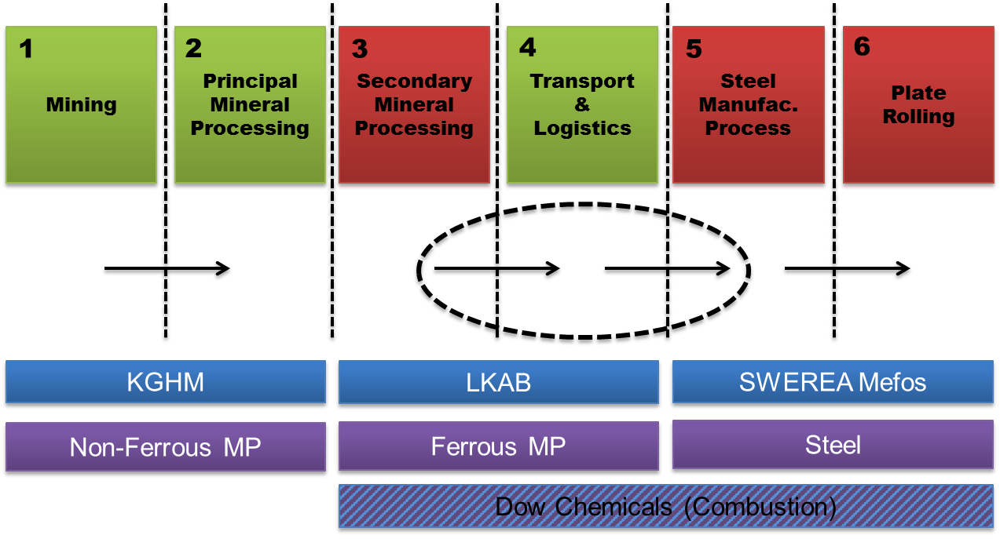 1
Mining
2
Principal
Mineral
Processing
3
Secondary
Mineral
Processing
4
Transport
&
Logistics
5
Steel
Manufac.
Process
6
Plate
Rolling
KGHM
LKAB
SWEREA Mefos
Non-Ferrous MP
Ferrous MP
Steel
Dow Chemicals (Combustion)